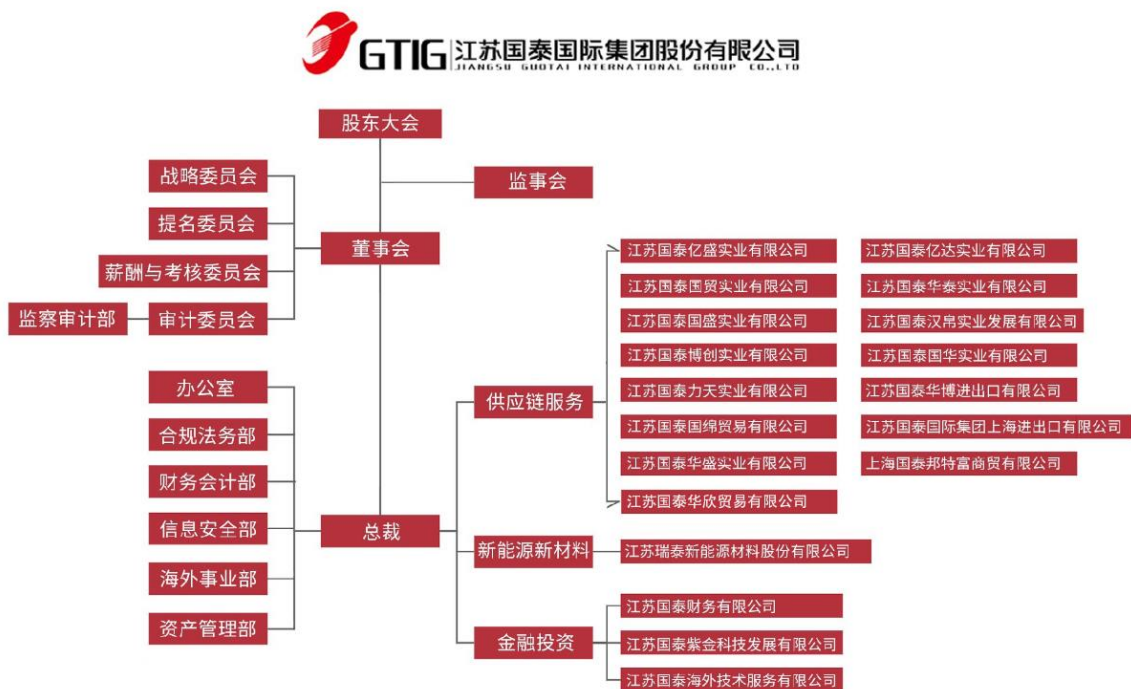 GTIG 江苏国泰国际集团股份有限公司
JIANGSU GUOTAI INTERNATIONAL GROUP CO.,LTD
股东大会
战略委员会
监事会
提名委员会
董事会
薪酬与考核委员会
监察审计部
审计委员会
办公室
合规法务部
财务会计部
信息安全部
海外事业部
资产管理部
总裁
供应链服务
江苏国泰亿盛实业有限公司
江苏国泰亿达实业有限公司
江苏国泰国贸实业有限公司
江苏国泰华泰实业有限公司
江苏国泰国盛实业有限公司
江苏国泰汉帛实业发展有限公司
江苏国泰博创实业有限公司
江苏国泰国华实业有限公司
江苏国泰力天实业有限公司
江苏国泰华博进出口有限公司
江苏国泰国绵贸易有限公司
江苏国泰国际集团上海进出口有限公司
江苏国泰华盛实业有限公司
上海国泰邦特富商贸有限公司
江苏国泰华欣贸易有限公司
新能源新材料
江苏瑞泰新能源材料股份有限公司
金融投资
江苏国泰财务有限公司
江苏国泰紫金科技发展有限公司
江苏国泰海外技术服务有限公司